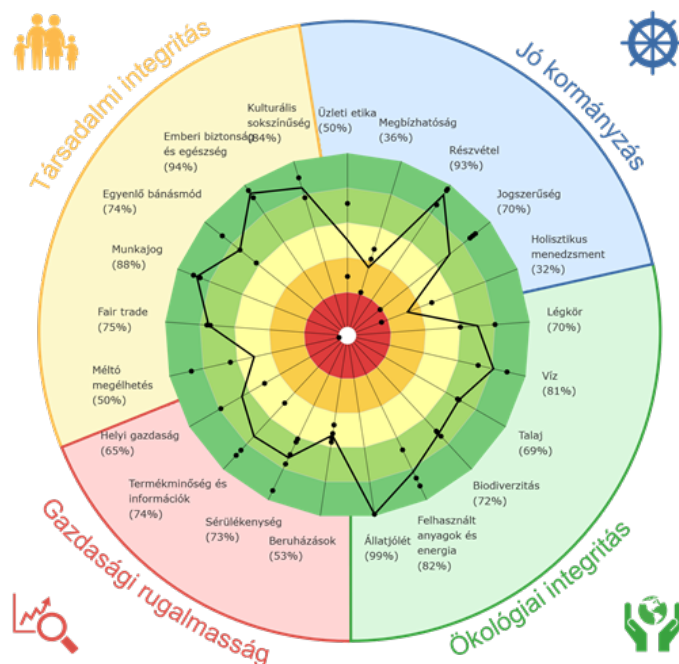 Társadalmi integritás
Jó kormányzás
Kulturális
sokszínűség
(84%)
Üzleti etika
(50%)
Megbízhatóság
(36%)
Emberi biztonság
és egészség
(94%)
Részvétel
(93%)
Egyenlő bánásmód
(74%)
Jogszerűség
(70%)
Munkajog
(88%)
Holisztikus
menedzsment
(32%)
Fair trade
(75%)
Légkör
(70%)
Méltó
megélhetés
(50%)
Víz
(81%)
Helyi gazdaság
(65%)
Talaj
(69%)
Termékminőség és
információk
(74%)
Biodiverzitás
(72%)
Sérülékenység
(73%)
Beruházások
(53%)
Állatjólét
(99%)
Felhasznált
anyagok és
energia
(82%)
Gazdasági rugalmasság
Ökológiai integritás